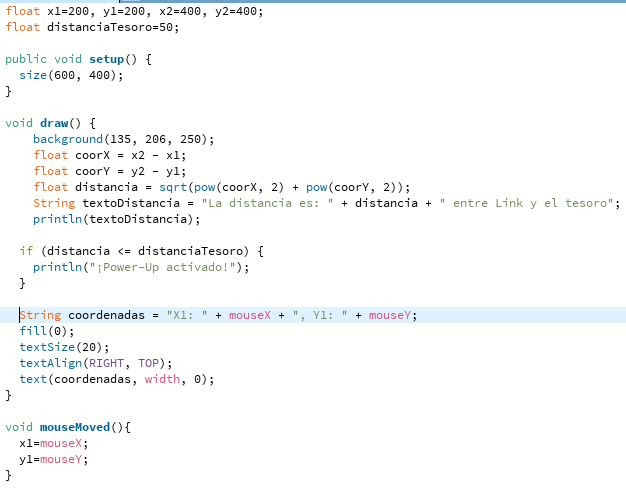 float x1=200, y1=200, x2=400, y2=400;
float distanciaTesoro=50;
public void setup() {
size(600, 400);
}
void draw() {
background(135, 206, 250);
float coorX = x2 - x1;
float coorY = y2 - y1;
float distancia = sqrt(pow(coorX, 2) + pow(coorY, 2));
String textoDistancia = "La distancia es: " + distancia + " entre Link y el tesoro";
println(textoDistancia);
if (distancia <= distanciaTesoro) {
println("¡Power-Up activado!");
}
String coordenadas = "X1: " + mouseX + ", Y1: " + mouseY;
fill(0);
textSize(20);
textAlign(RIGHT, TOP);
text(coordenadas, width, 0);
}
void mouseMoved(){
x1=mouseX;
y1=mouseY;
}